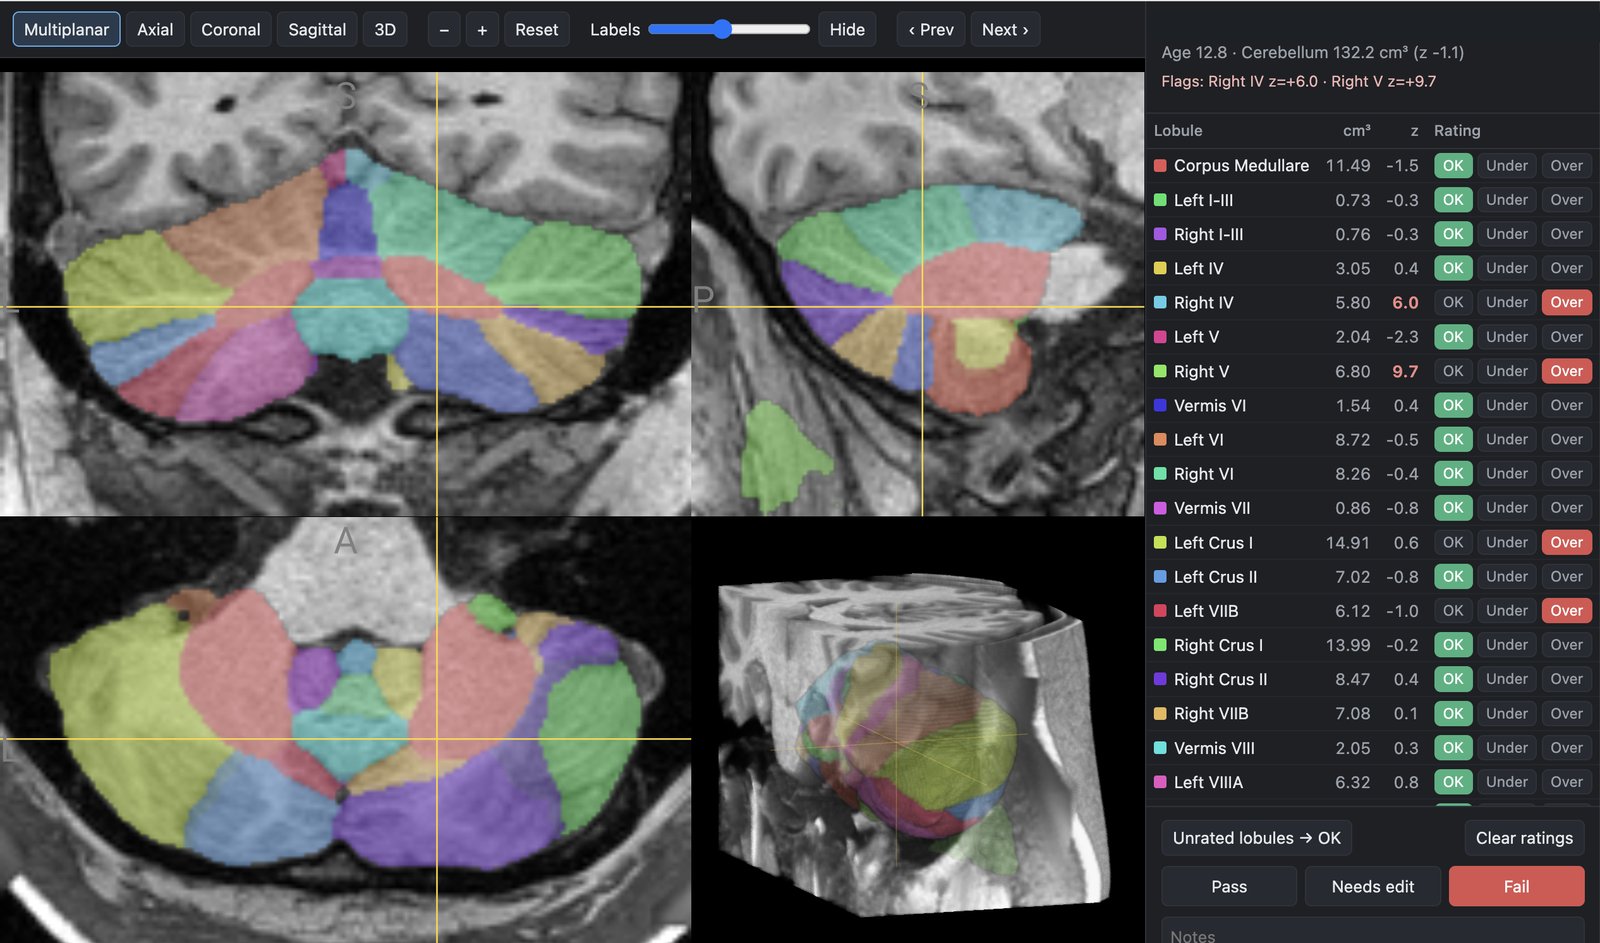 Multiplanar Axial Coronal Sagittal 3D − + Reset Labels Hide ‹ Prev Next ›
Age 12.8 · Cerebellum 132.2 cm³ (z -1.1)
Flags: Right IV z=+6.0 · Right V z=+9.7
Lobule cm³ z Rating
Corpus Medullare 11.49 -1.5 OK Under Over
Left I-III 0.73 -0.3 OK Under Over
Right I-III 0.76 -0.3 OK Under Over
Left IV 3.05 0.4 OK Under Over
Right IV 5.80 6.0 OK Under Over
Left V 2.04 -2.3 OK Under Over
Right V 6.80 9.7 OK Under Over
Vermis VI 1.54 0.4 OK Under Over
Left VI 8.72 -0.5 OK Under Over
Right VI 8.26 -0.4 OK Under Over
Vermis VII 0.86 -0.8 OK Under Over
Left Crus I 14.91 0.6 OK Under Over
Left Crus II 7.02 -0.8 OK Under Over
Left VIIB 6.12 -1.0 OK Under Over
Right Crus I 13.99 -0.2 OK Under Over
Right Crus II 8.47 0.4 OK Under Over
Right VIIB 7.08 0.1 OK Under Over
Vermis VIII 2.05 0.3 OK Under Over
Left VIIIA 6.32 0.8 OK Under Over
Unrated lobules → OK Clear ratings
Pass Needs edit Fail
Notes
S
S
L
P
A
L